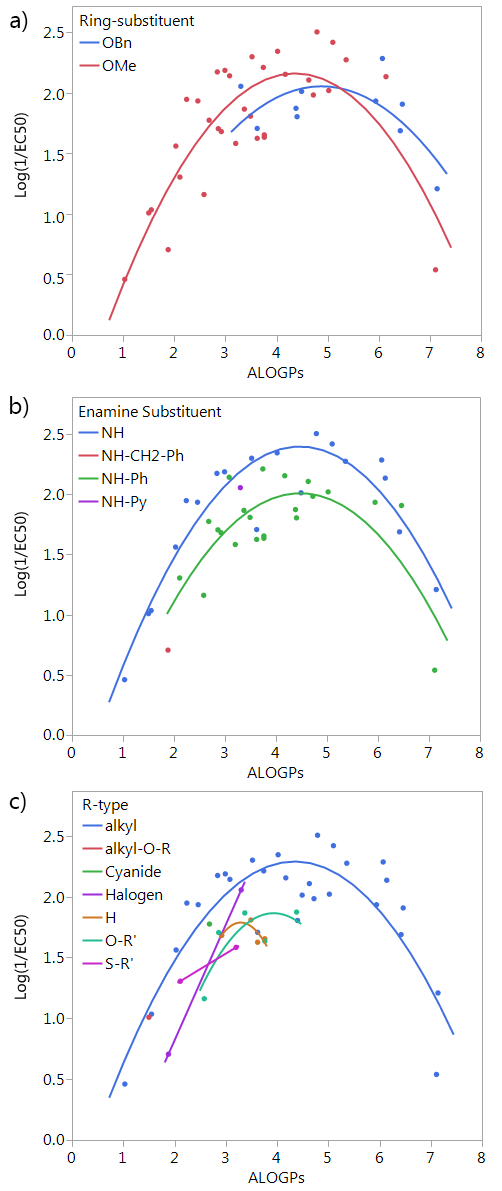 a)
Ring-substituent
OBn
OMe
2.5
2.0
1.5
1.0
0.5
0.0
Log(1/EC50)
0 1 2 3 4 5 6 7 8
ALOGPs
b)
Enamine Substituent
NH
NH-CH2-Ph
NH-Ph
NH-Py
2.5
2.0
1.5
1.0
0.5
0.0
Log(1/EC50)
0 1 2 3 4 5 6 7 8
ALOGPs
c)
R-type
alkyl
alkyl-O-R
Cyanide
Halogen
H
O-R'
S-R'
2.5
2.0
1.5
1.0
0.5
0.0
Log(1/EC50)
0 1 2 3 4 5 6 7 8
ALOGPs